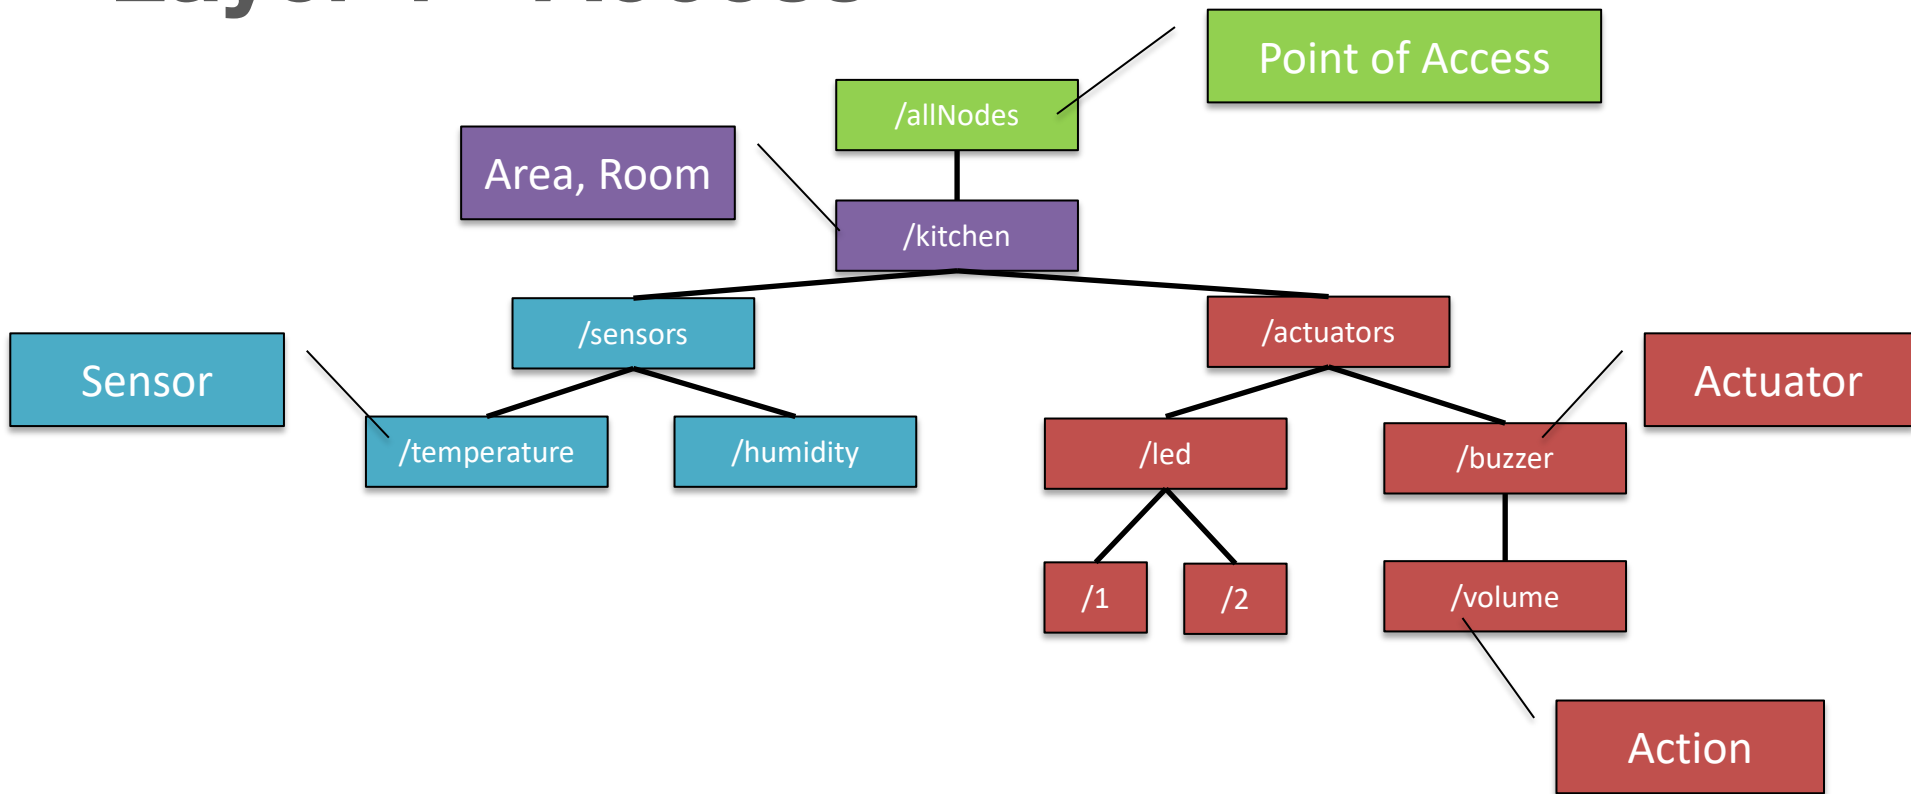 Point of Access
/allNodes
Area, Room
/kitchen
/sensors
/actuators
Sensor
Actuator
/temperature
/humidity
/led
/buzzer
/1
/2
/volume
Action